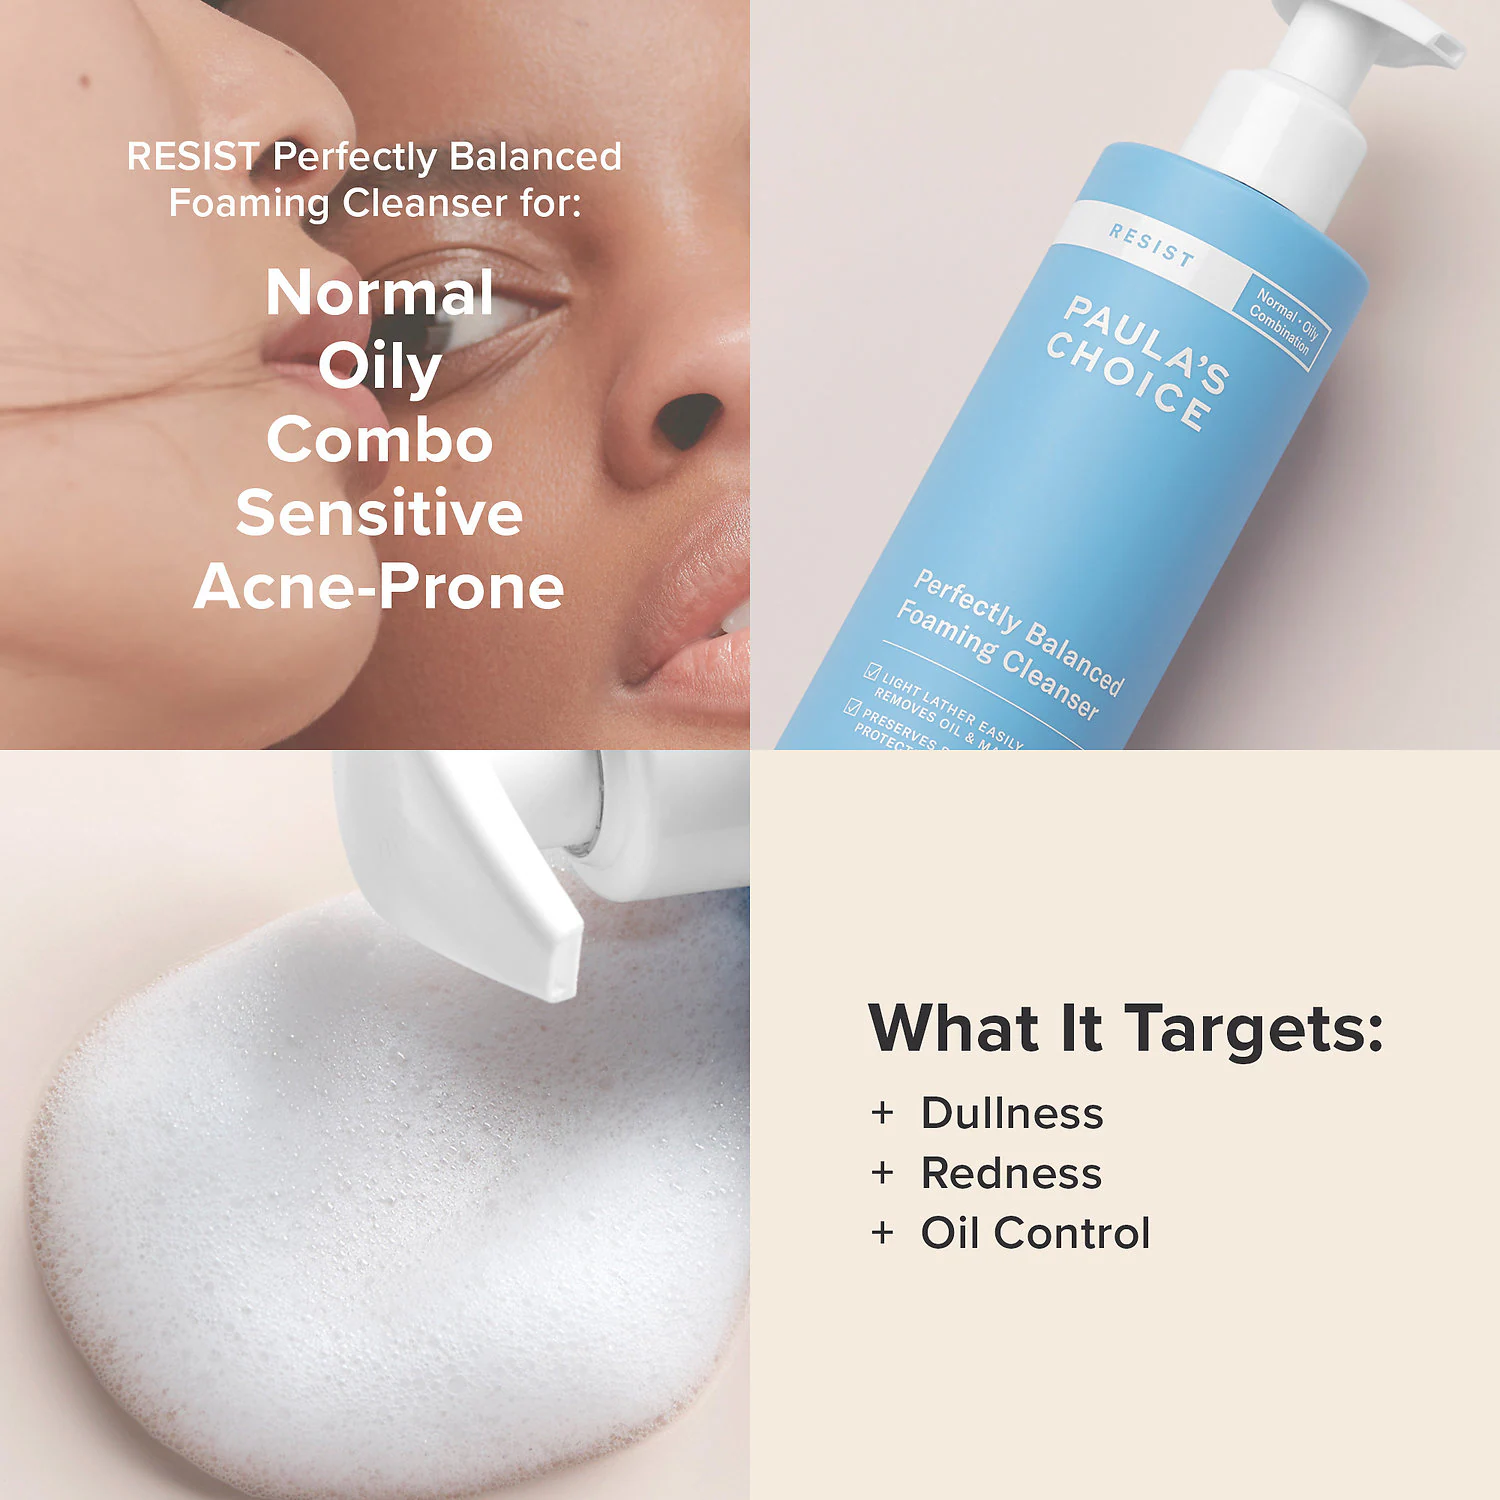 RESIST Perfectly Balanced
Foaming Cleanser for:
Normal
Oily
Combo
Sensitive
Acne-Prone
RESIST
Normal · Oily
Combination
PAULA'S
CHOICE
Perfectly Balanced
Foaming Cleanser
LIGHT LATHER EASILY
REMOVES OIL &
PRESERVES
What It Targets:
+ Dullness
+ Redness
+ Oil Control